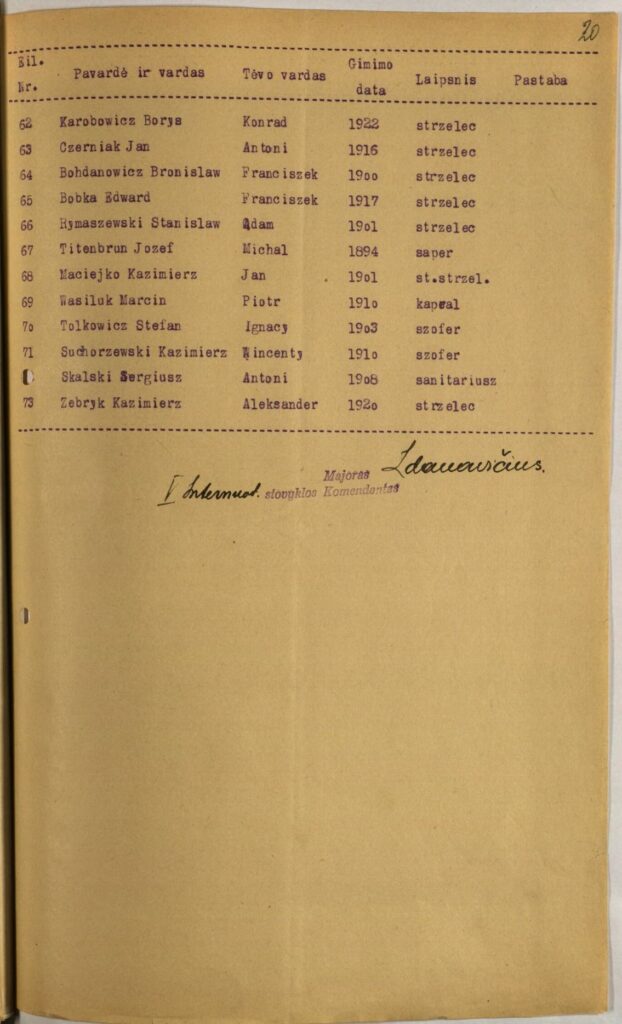 20
Eil. Nr. Pavardė ir vardas Tėvo vardas Gimimo data Laipsnis Pastaba
62 Karobowicz Borys Konrad 1922 strzelec
63 Czerniak Jan Antoni 1916 strzelec
64 Bohdanowicz Bronislaw Franciszek 19oo strzelec
65 Bobka Edward Franciszek 1917 strzelec
66 Rymaszewski Stanislaw Adam 19o1 strzelec
67 Titenbrun Jozef Michal 1894 saper
68 Maciejko Kazimierz Jan 19o1 st.strzel.
69 Wasiluk Marcin Piotr 191o kapral
7o Tolkowicz Stefan Ignacy 19o3 szofer
71 Suchorzewski Kazimierz Wincenty 191o szofer
Skalski Sergiusz Antoni 19o8 sanitariusz
73 Zebryk Kazimierz Aleksander 192o strzelec
Majoras Zdanavičius.
V Internuot. stovyklos Komendantas